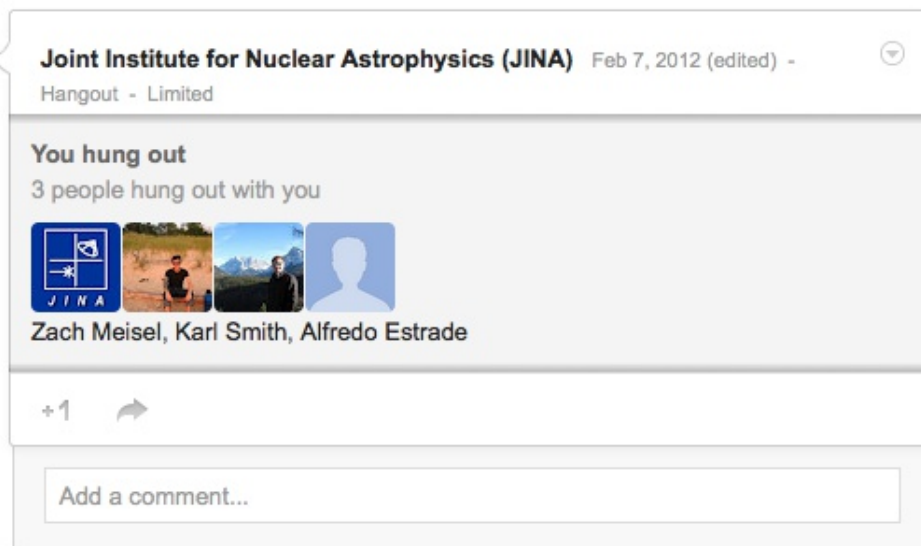 Joint Institute for Nuclear Astrophysics (JINA) Feb 7, 2012 (edited) -
Hangout - Limited
You hung out
3 people hung out with you
JINA
Zach Meisel, Karl Smith, Alfredo Estrade
+1
Add a comment...